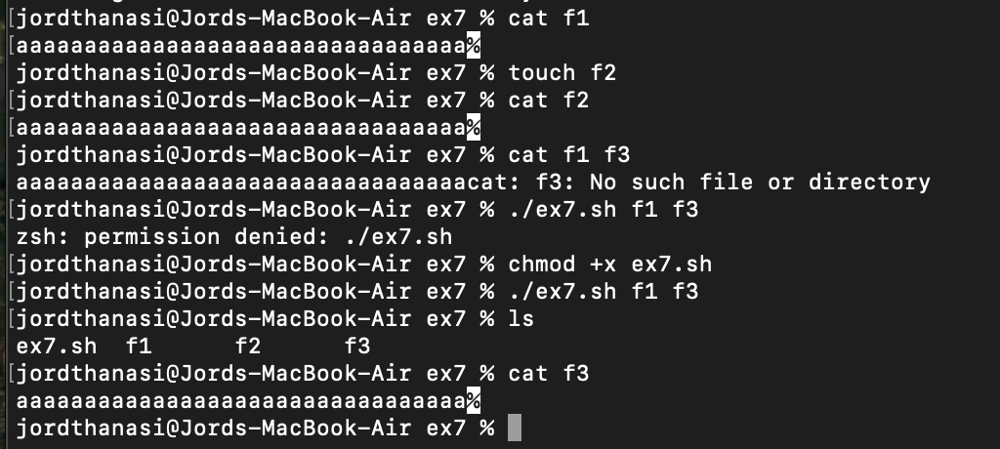 [jordthanasi@Jords-MacBook-Air ex7 % cat f1
[aaaaaaaaaaaaaaaaaaaaaaaaaaaaaaaaa%
jordthanasi@Jords-MacBook-Air ex7 % touch f2
[jordthanasi@Jords-MacBook-Air ex7 % cat f2
[aaaaaaaaaaaaaaaaaaaaaaaaaaaaaaaaa%
jordthanasi@Jords-MacBook-Air ex7 % cat f1 f3
aaaaaaaaaaaaaaaaaaaaaaaaaaaaaaaaacat: f3: No such file or directory
[jordthanasi@Jords-MacBook-Air ex7 % ./ex7.sh f1 f3
zsh: permission denied: ./ex7.sh
[jordthanasi@Jords-MacBook-Air ex7 % chmod +x ex7.sh
[jordthanasi@Jords-MacBook-Air ex7 % ./ex7.sh f1 f3
[jordthanasi@Jords-MacBook-Air ex7 % ls
ex7.sh  f1      f2      f3
[jordthanasi@Jords-MacBook-Air ex7 % cat f3
aaaaaaaaaaaaaaaaaaaaaaaaaaaaaaaaa%
jordthanasi@Jords-MacBook-Air ex7 %